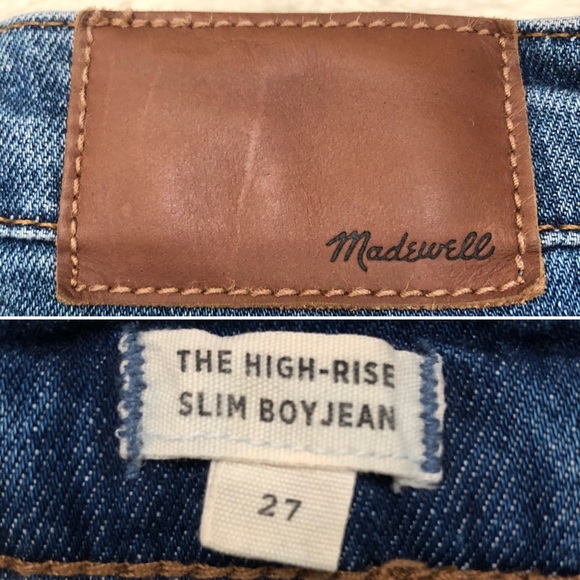 Madewell
THE HIGH-RISE
SLIM BOYJEAN
27